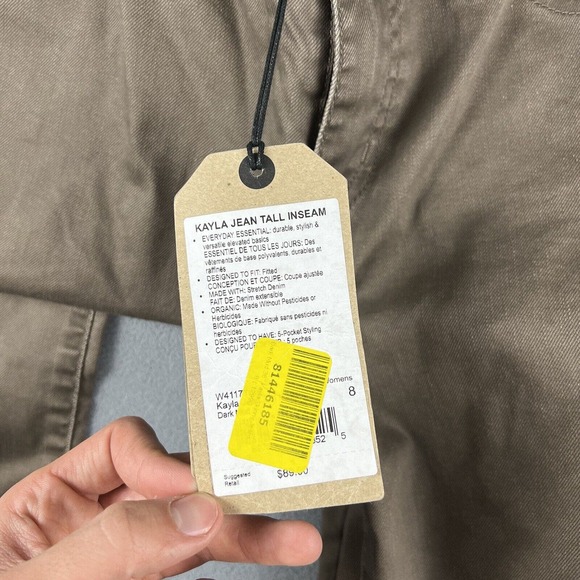 KAYLA JEAN TALL INSEAM
• EVERYDAY ESSENTIAL: durable, stylish &
versatile elevated basics
ESSENTIEL DE TOUS LES JOURS: Des
vêtements de base polyvalents, durables et
raffinés
• DESIGNED TO FIT: Fitted
CONCEPTION ET COUPE: Coupe ajustée
• MADE WITH: Stretch Denim
FAIT DE: Denim extensible
• ORGANIC: Made Without Pesticides or
Herbicides
BIOLOGIQUE: Fabriqué sans pesticides ni
herbicides
• DESIGNED TO HAVE: 5-Pocket Styling
CONÇU POUR : 5 poches
W4117 Womens
Kayla 8
Dark
81446185
5
Suggested
Retail